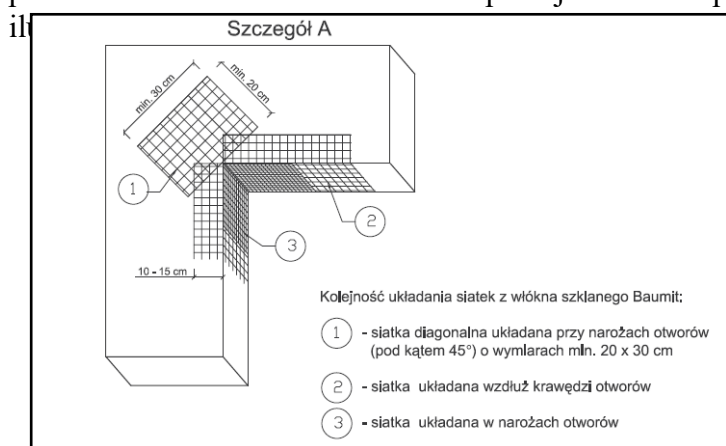 Szczegół A
min. 30 cm
min. 20 cm
1
2
3
10 - 15 cm
Kolejność układania siatek z włókna szklanego Baumit:
1 - siatka diagonalna układana przy narożach otworów
(pod kątem 45°) o wymiarach min. 20 x 30 cm
2 - siatka układana wzdłuż krawędzi otworów
3 - siatka układana w narożach otworów